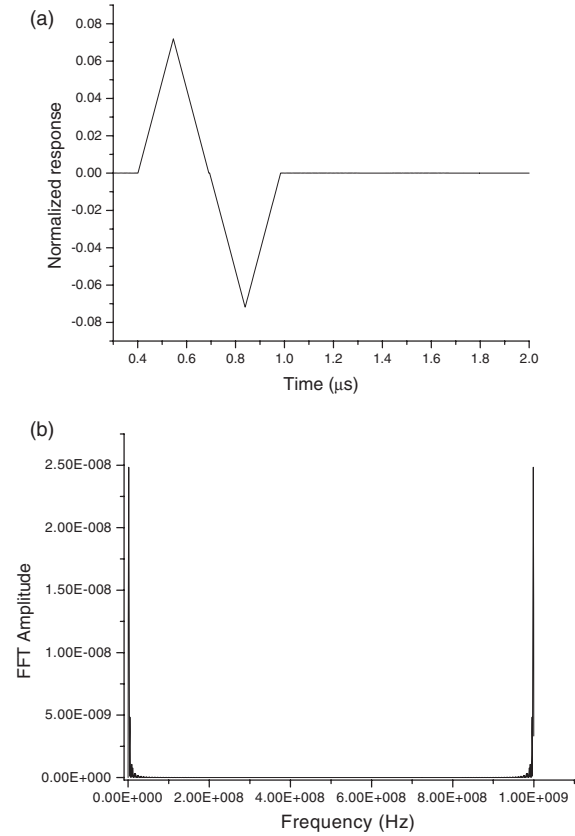 (a)
0.08
0.06
0.04
0.02
0.00
-0.02
-0.04
-0.06
-0.08
Normalized response
0.4 0.6 0.8 1.0 1.2 1.4 1.6 1.8 2.0
Time (μs)
(b)
2.50E-008
2.00E-008
1.50E-008
1.00E-008
5.00E-009
0.00E+000
FFT Amplitude
0.00E+000 2.00E+008 4.00E+008 6.00E+008 8.00E+008 1.00E+009
Frequency (Hz)